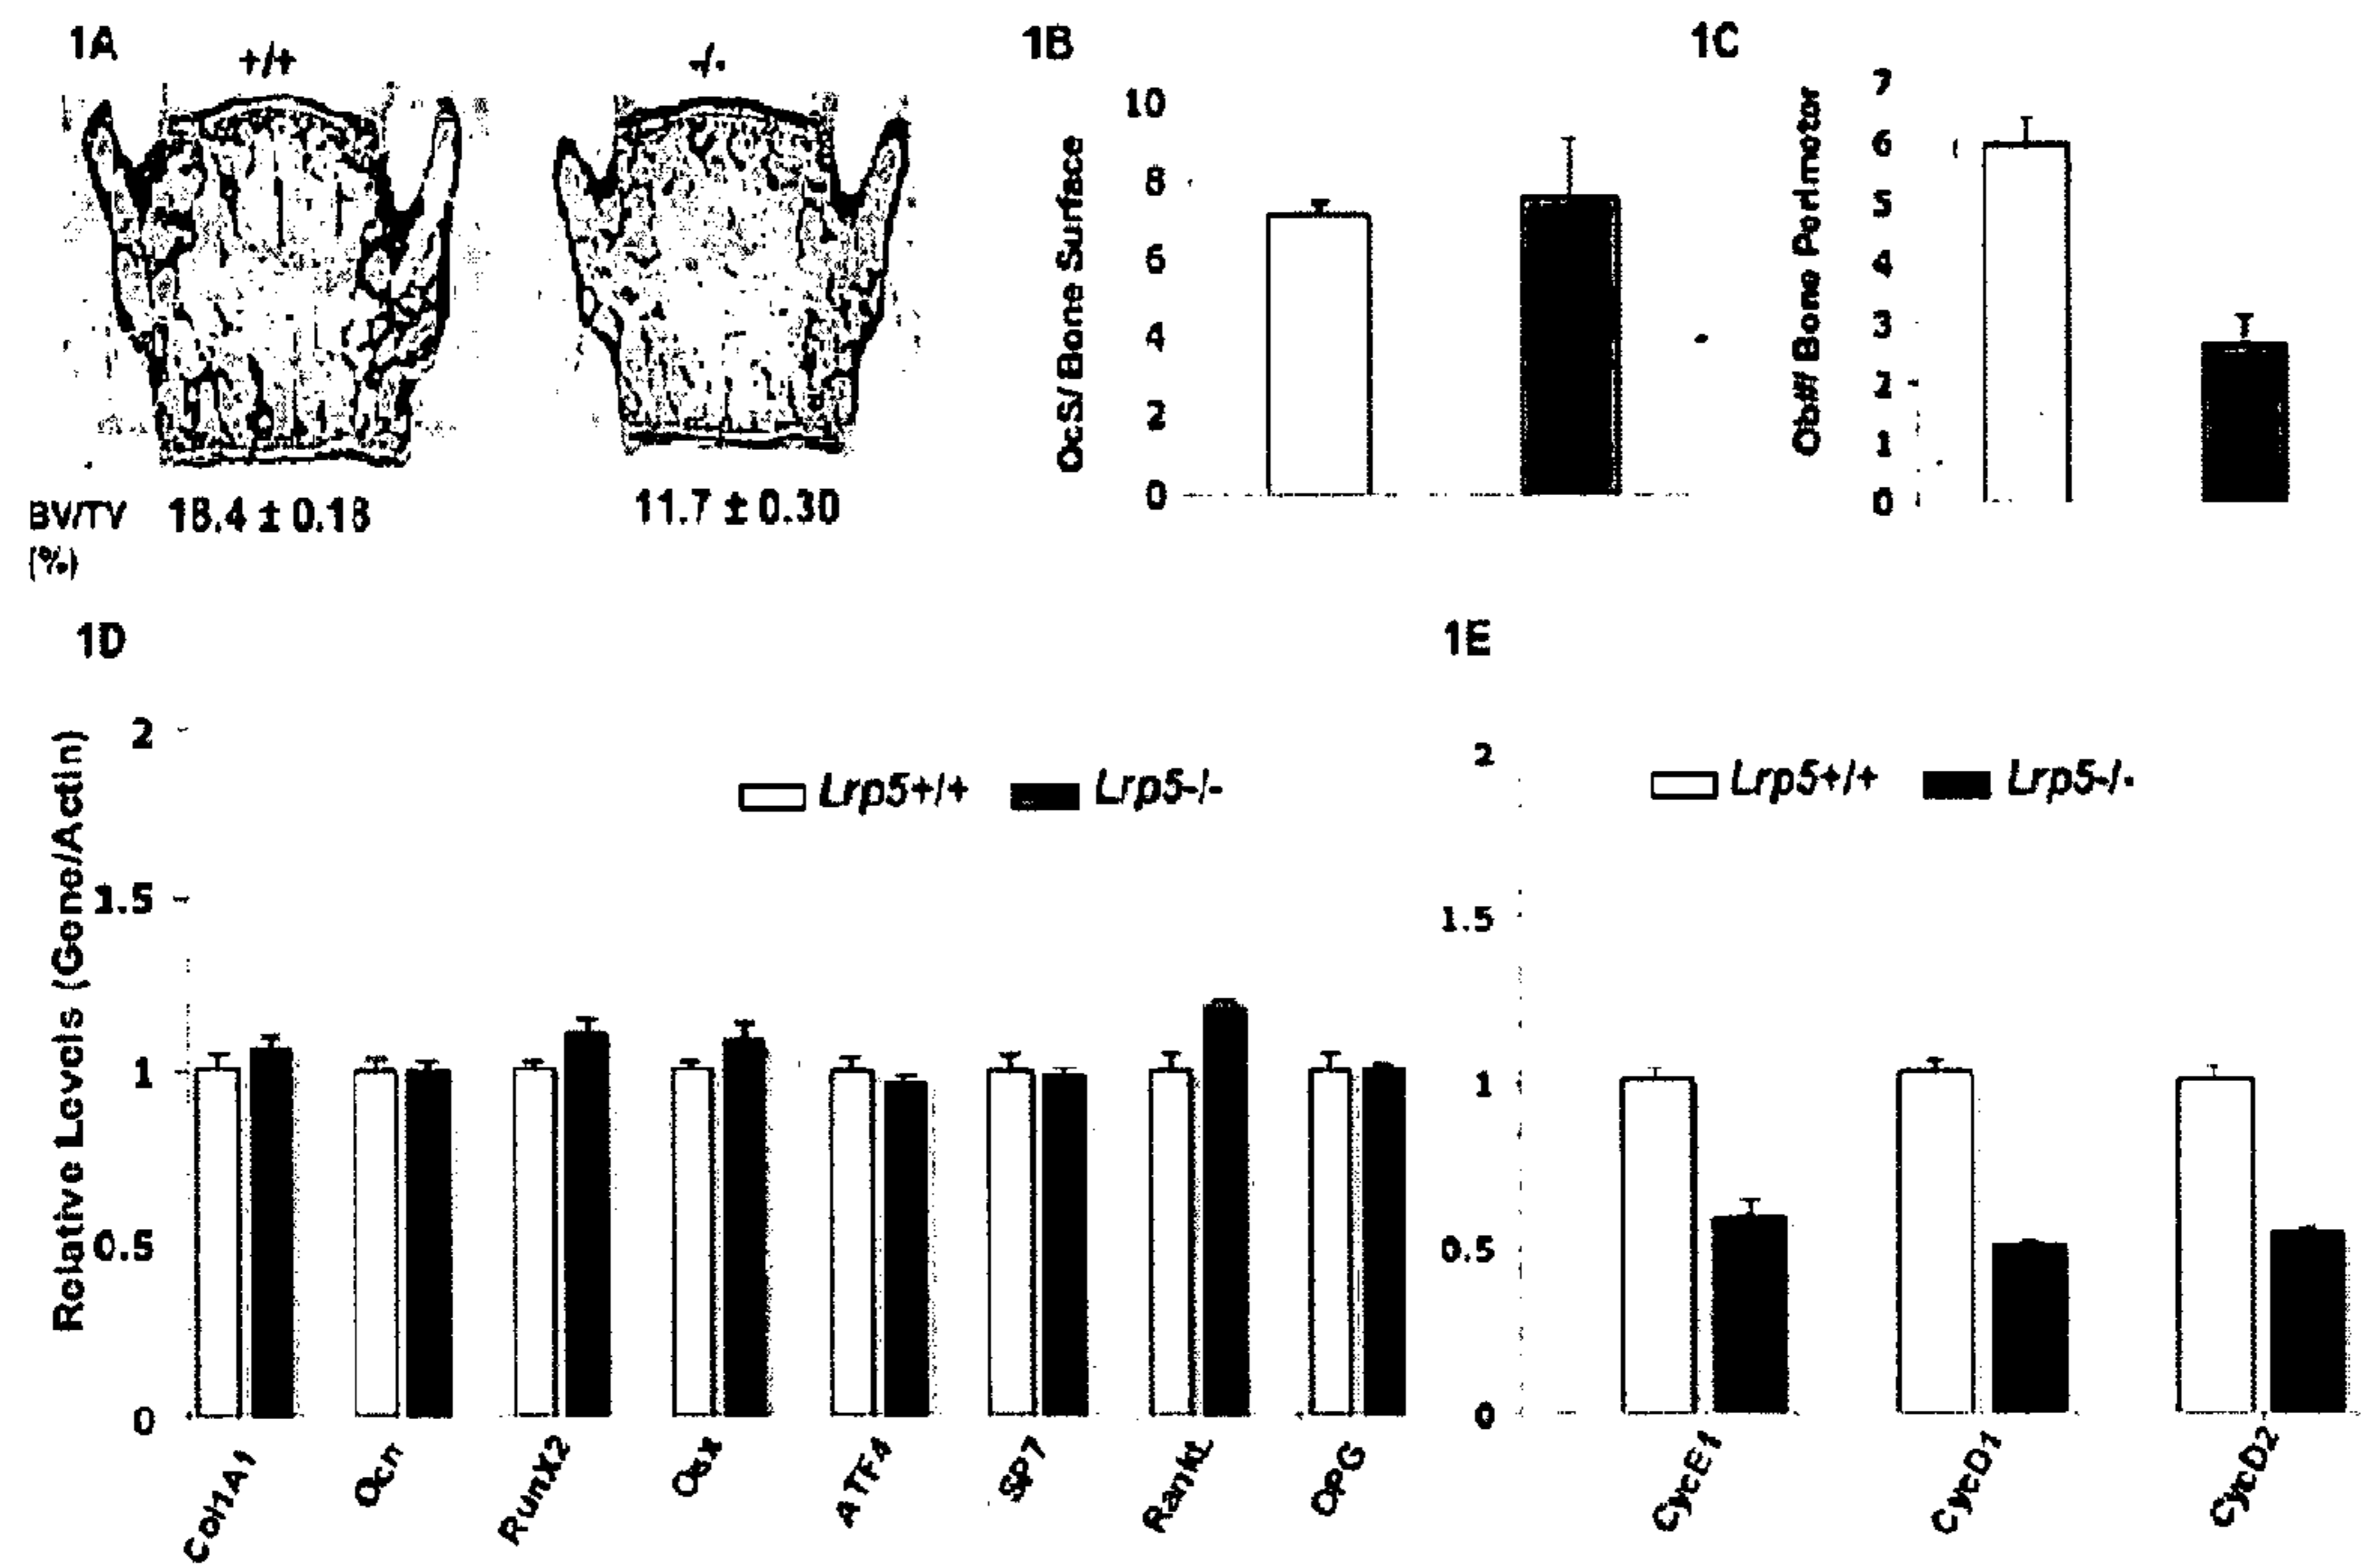 1A
+/+
-/-
BV/TV
(%)
18.4 ± 0.18
11.7 ± 0.30
1B
OcS/Bone Surface
10
8
6
4
2
0
1C
Ob#/ Bone Perimeter
7
6
5
4
3
2
1
0
1D
Relative Levels (Gene/Actin)
2
1.5
1
0.5
0
Lrp5+/+
Lrp5-/-
Col1A1
Ocn
RunX2
Osx
ATF4
SP7
RankL
OPG
1E
2
1.5
1
0.5
0
Lrp5+/+
Lrp5-/-
CycE1
CycD1
CycD2